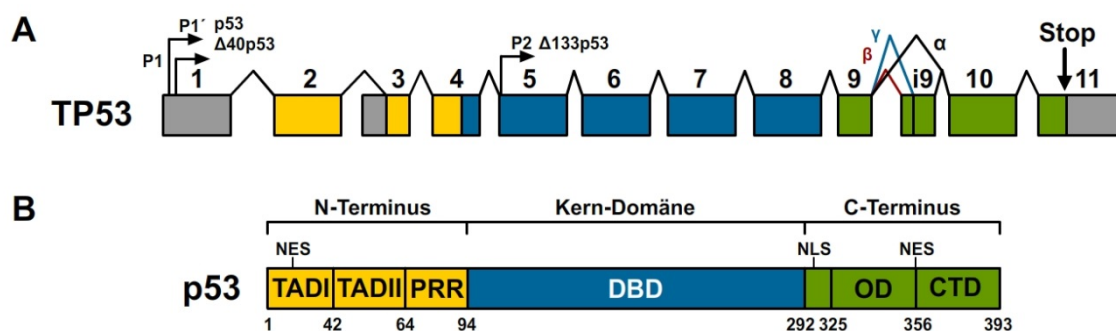 A
P1´ p53
Δ40p53
P1
P2 Δ133p53
γ
β
α
Stop
1 2 3 4 5 6 7 8 9 i9 10 11
TP53
B
N-Terminus Kern-Domäne C-Terminus
NES NLS NES
p53 TADI TADII PRR DBD OD CTD
1 42 64 94 292 325 356 393